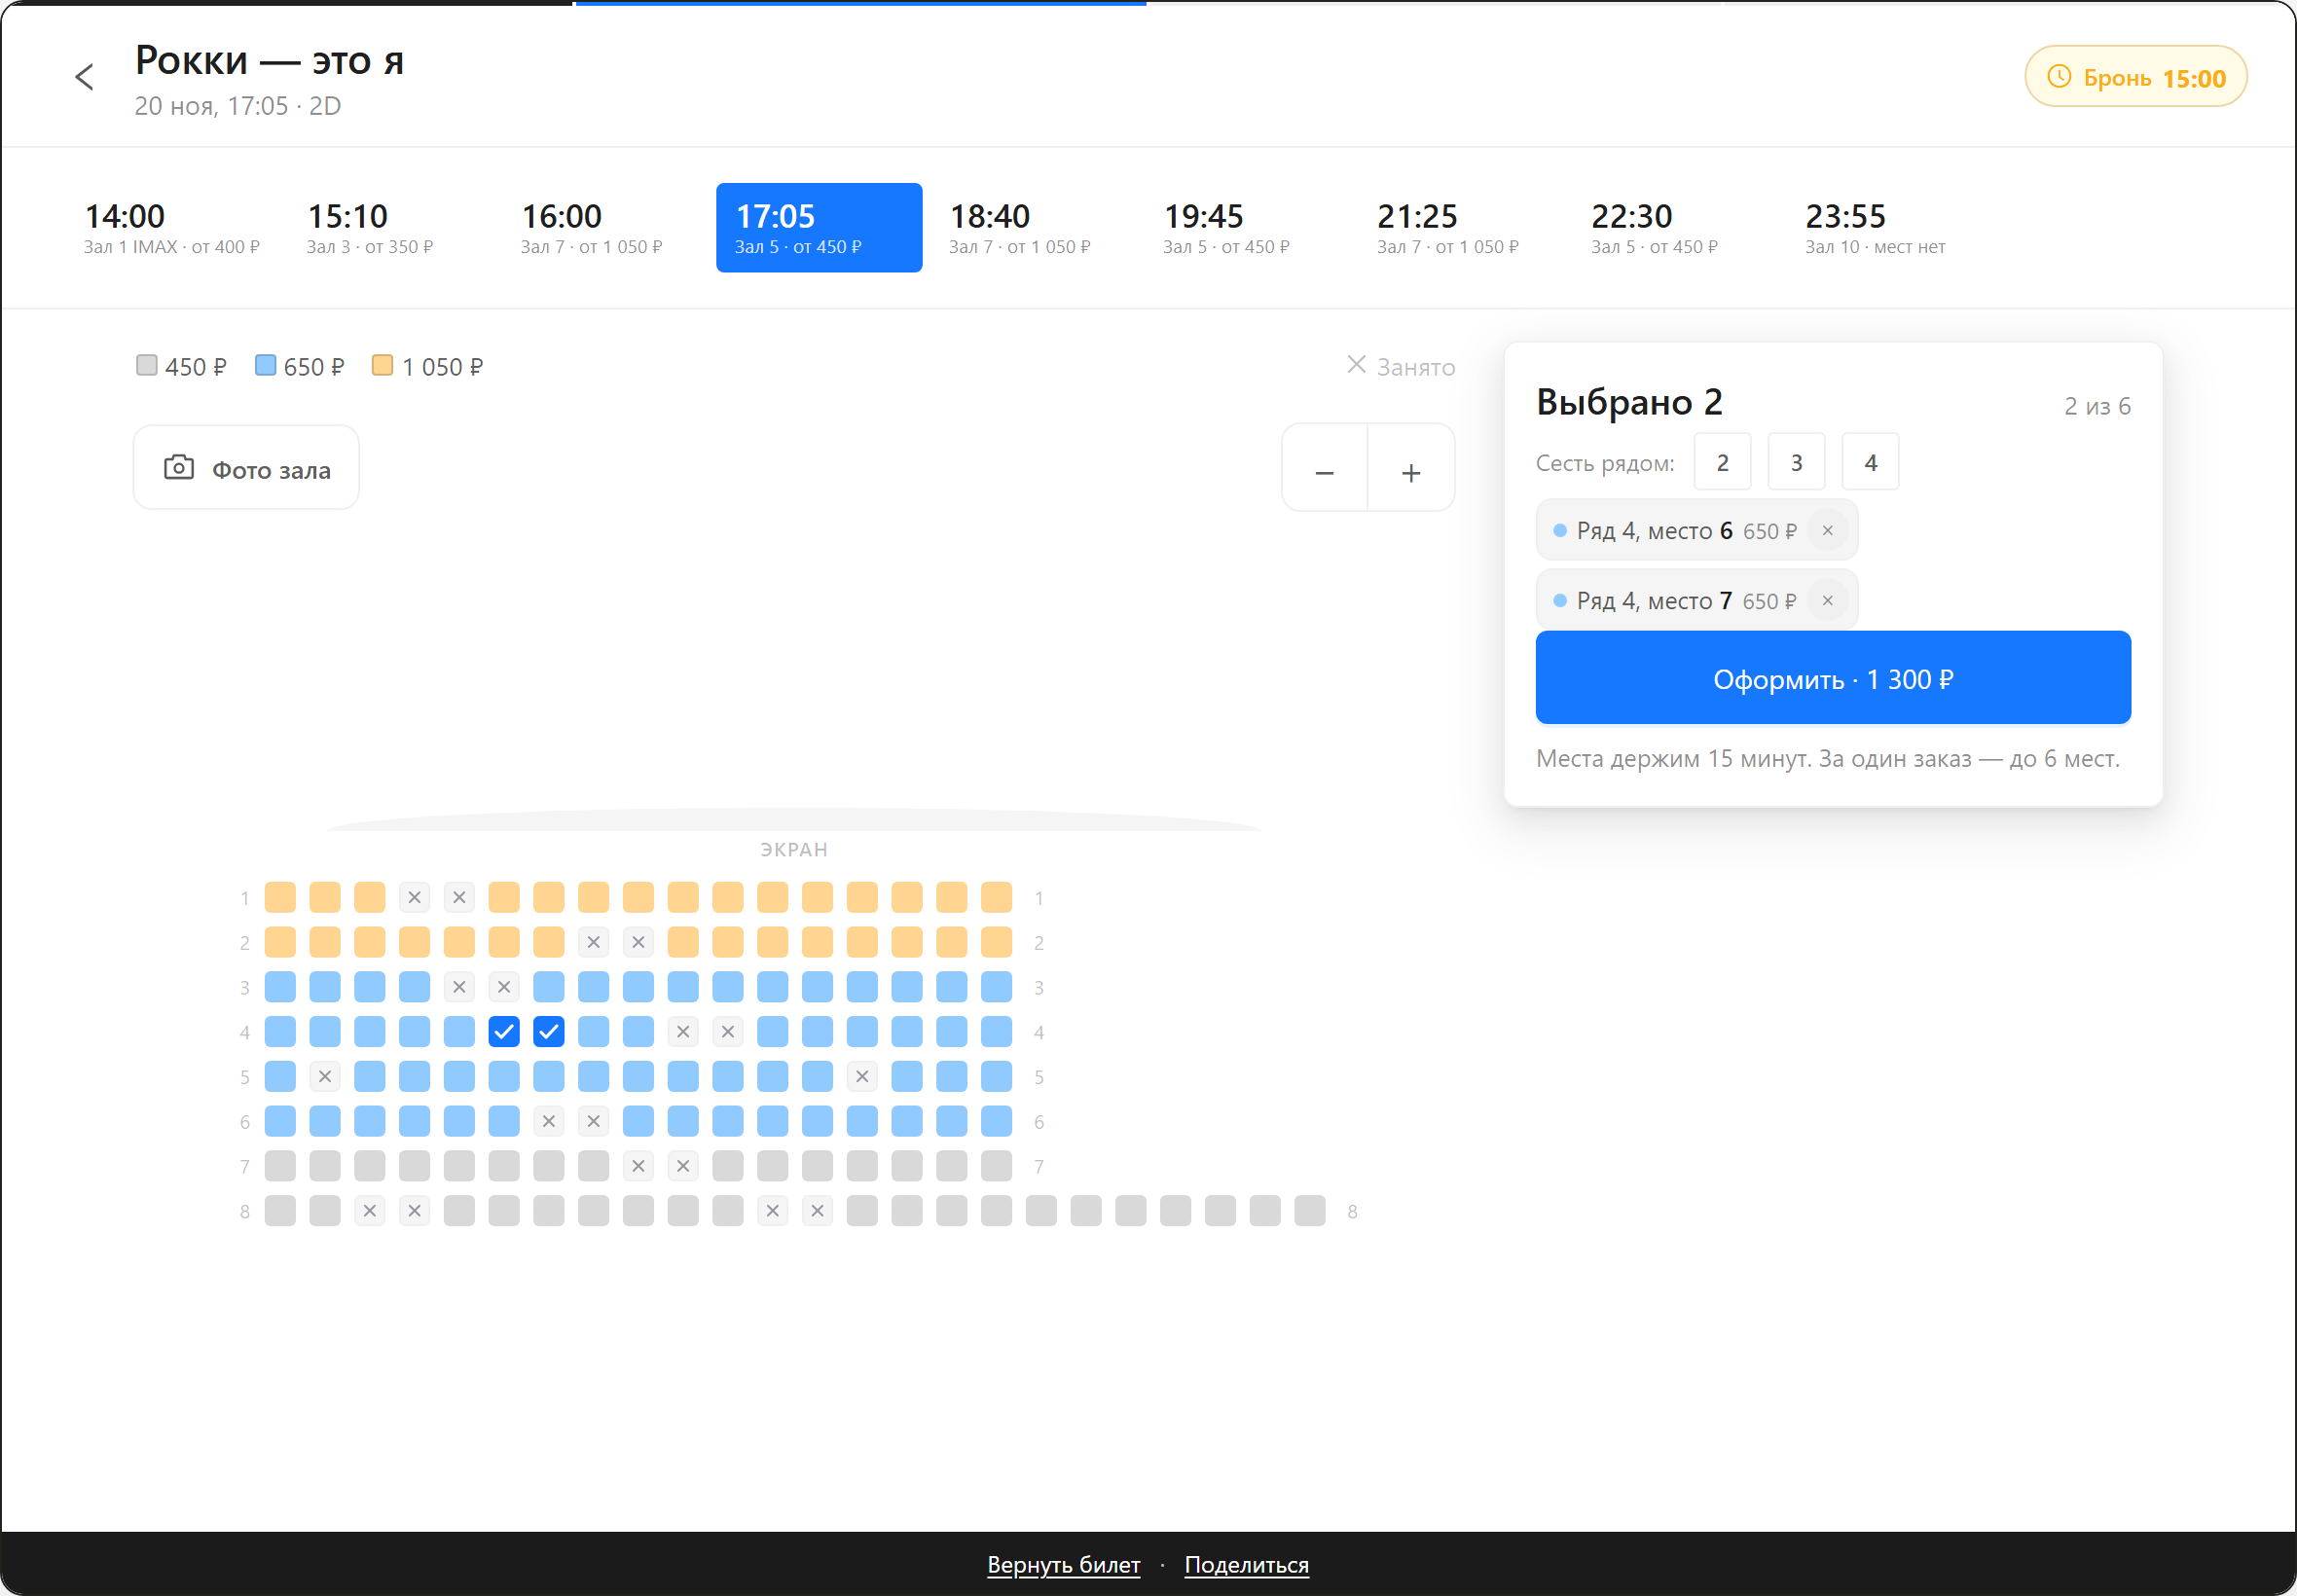 Рокки — это я
20 ноя, 17:05 · 2D
Бронь 15:00
14:00
Зал 1 IMAX · от 400 ₽
15:10
Зал 3 · от 350 ₽
16:00
Зал 7 · от 1 050 ₽
17:05
Зал 5 · от 450 ₽
18:40
Зал 7 · от 1 050 ₽
19:45
Зал 5 · от 450 ₽
21:25
Зал 7 · от 1 050 ₽
22:30
Зал 5 · от 450 ₽
23:55
Зал 10 · мест нет
450 ₽ 650 ₽ 1 050 ₽
Занято
Фото зала
− +
ЭКРАН
1 1
2 2
3 3
4 4
5 5
6 6
7 7
8 8
Выбрано 2
2 из 6
Сесть рядом: 2 3 4
Ряд 4, место 6 650 ₽ ×
Ряд 4, место 7 650 ₽ ×
Оформить · 1 300 ₽
Места держим 15 минут. За один заказ — до 6 мест.
Вернуть билет · Поделиться